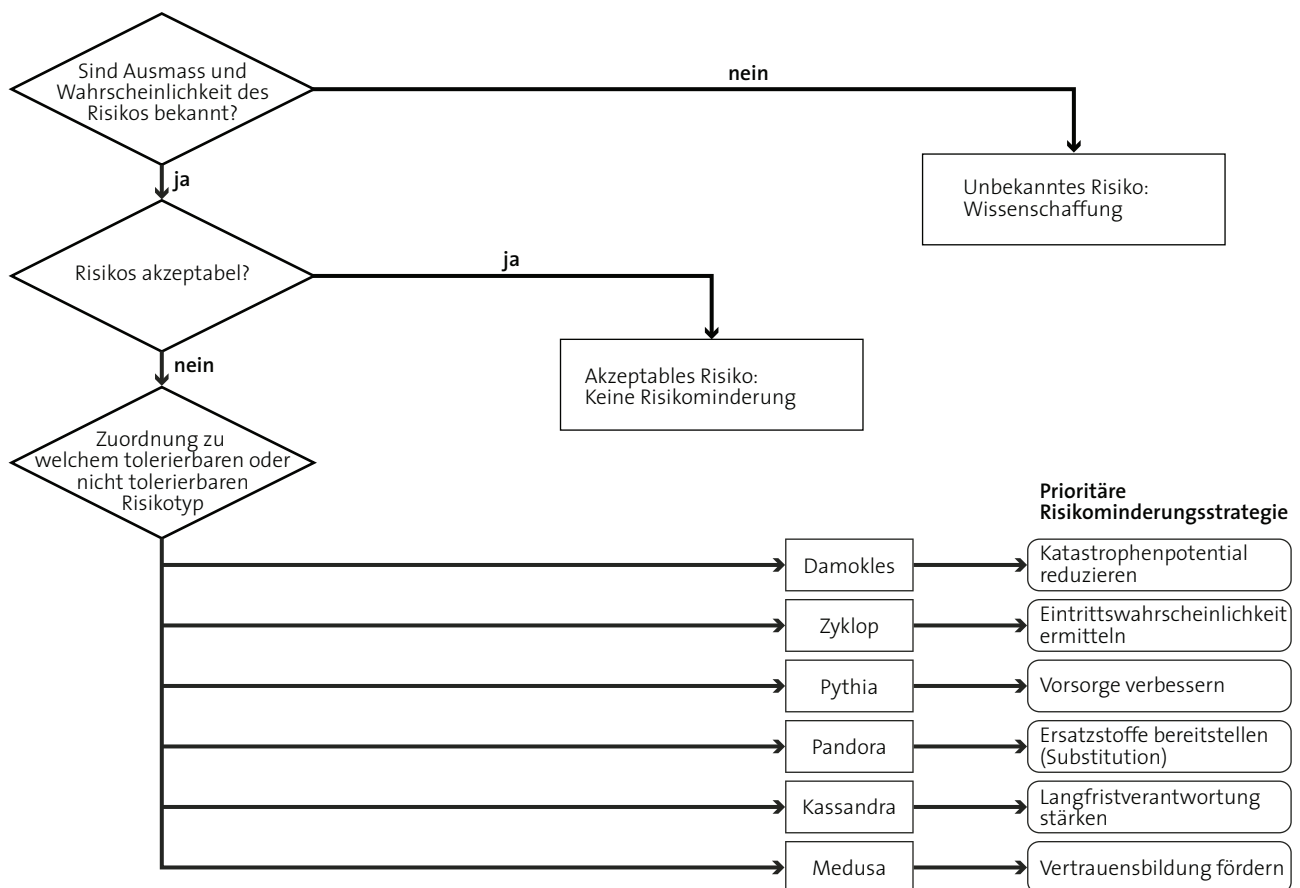 Sind Ausmass und
Wahrscheinlichkeit des
Risikos bekannt?
nein
ja
Unbekanntes Risiko:
Wissenschaffung
Risikos akzeptabel?
ja
nein
Akzeptables Risiko:
Keine Risikominderung
Zuordnung zu
welchem tolerierbaren oder
nicht tolerierbaren
Risikotyp
Prioritäre
Risikominderungsstrategie
Damokles
Katastrophenpotential
reduzieren
Zyklop
Eintrittswahrscheinlichkeit
ermitteln
Pythia
Vorsorge verbessern
Pandora
Ersatzstoffe bereitstellen
(Substitution)
Kassandra
Langfristverantwortung
stärken
Medusa
Vertrauensbildung fördern